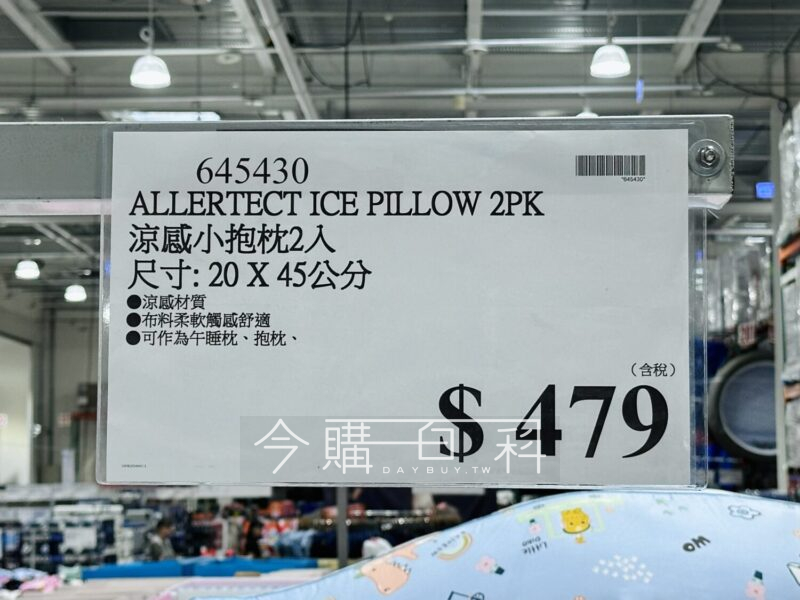 645430
*645430*
ALLERTECT ICE PILLOW 2PK
涼感小抱枕2入
尺寸: 20 X 45公分
●涼感材質
●布料柔軟觸感舒適
●可作為午睡枕、抱枕、
（含稅）
$ 479
今購百科
DAYBUY.TW
Little